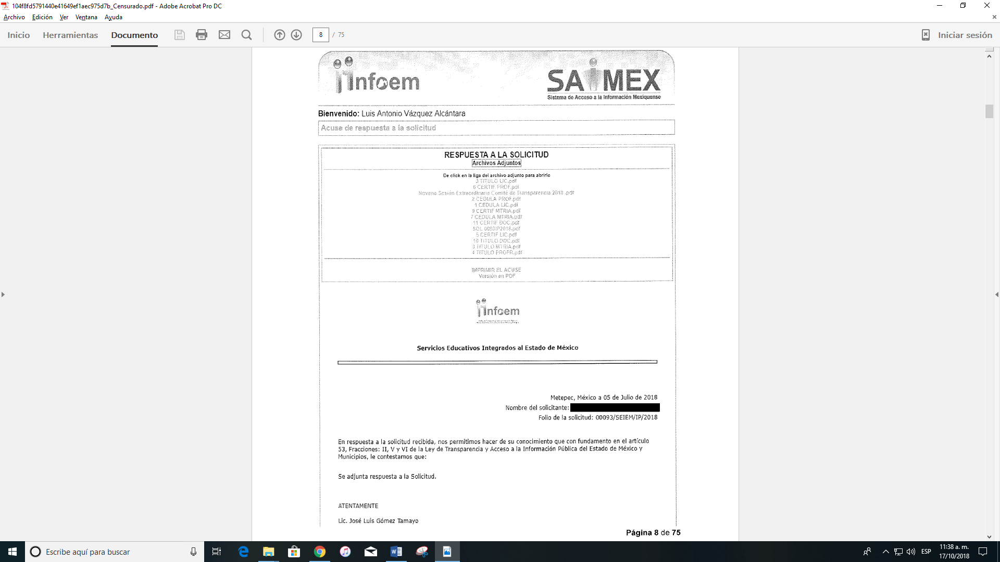 104f8fd5791440e41649ef1aec975d7b_Censurado.pdf - Adobe Acrobat Pro DC
Archivo Edición Ver Ventana Ayuda
Inicio Herramientas Documento 8 / 75 Iniciar sesión
infoem
SAIMEX
Sistema de Acceso a la Información Mexiquense
Bienvenido: Luis Antonio Vázquez Alcántara
Acuse de respuesta a la solicitud
RESPUESTA A LA SOLICITUD
Archivos Adjuntos
De click en la liga del archivo adjunto para abrirlo
3 TITULO LIC.pdf
6 CERTIF PROF.pdf
Novena Sesión Extraordinario Comité de Transparencia 2018 .pdf
2 CEDULA PROF.pdf
1 CEDULA LIC.pdf
9 CERTIF MTRIA.pdf
7 CEDULA MTRIA.pdf
11 CERTIF DOC.pdf
SOL 0093IP2018.pdf
5 CERTIF LIC.pdf
10 TITULO DOC.pdf
8 TITULO MTRIA.pdf
4 TITULO PROFR.pdf
IMPRIMIR EL ACUSE
Versión en PDF
infoem
Servicios Educativos Integrados al Estado de México
Metepec, México a 05 de Julio de 2018
Nombre del solicitante:
Folio de la solicitud: 00093/SEIEM/IP/2018
En respuesta a la solicitud recibida, nos permitimos hacer de su conocimiento que con fundamento en el artículo
53, Fracciones: II, V y VI de la Ley de Transparencia y Acceso a la Información Pública del Estado de México y
Municipios, le contestamos que:
Se adjunta respuesta a la Solicitud.
ATENTAMENTE
Lic. José Luis Gómez Tamayo
Página 8 de 75
Escribe aquí para buscar
ESP
11:38 a. m.
17/10/2018